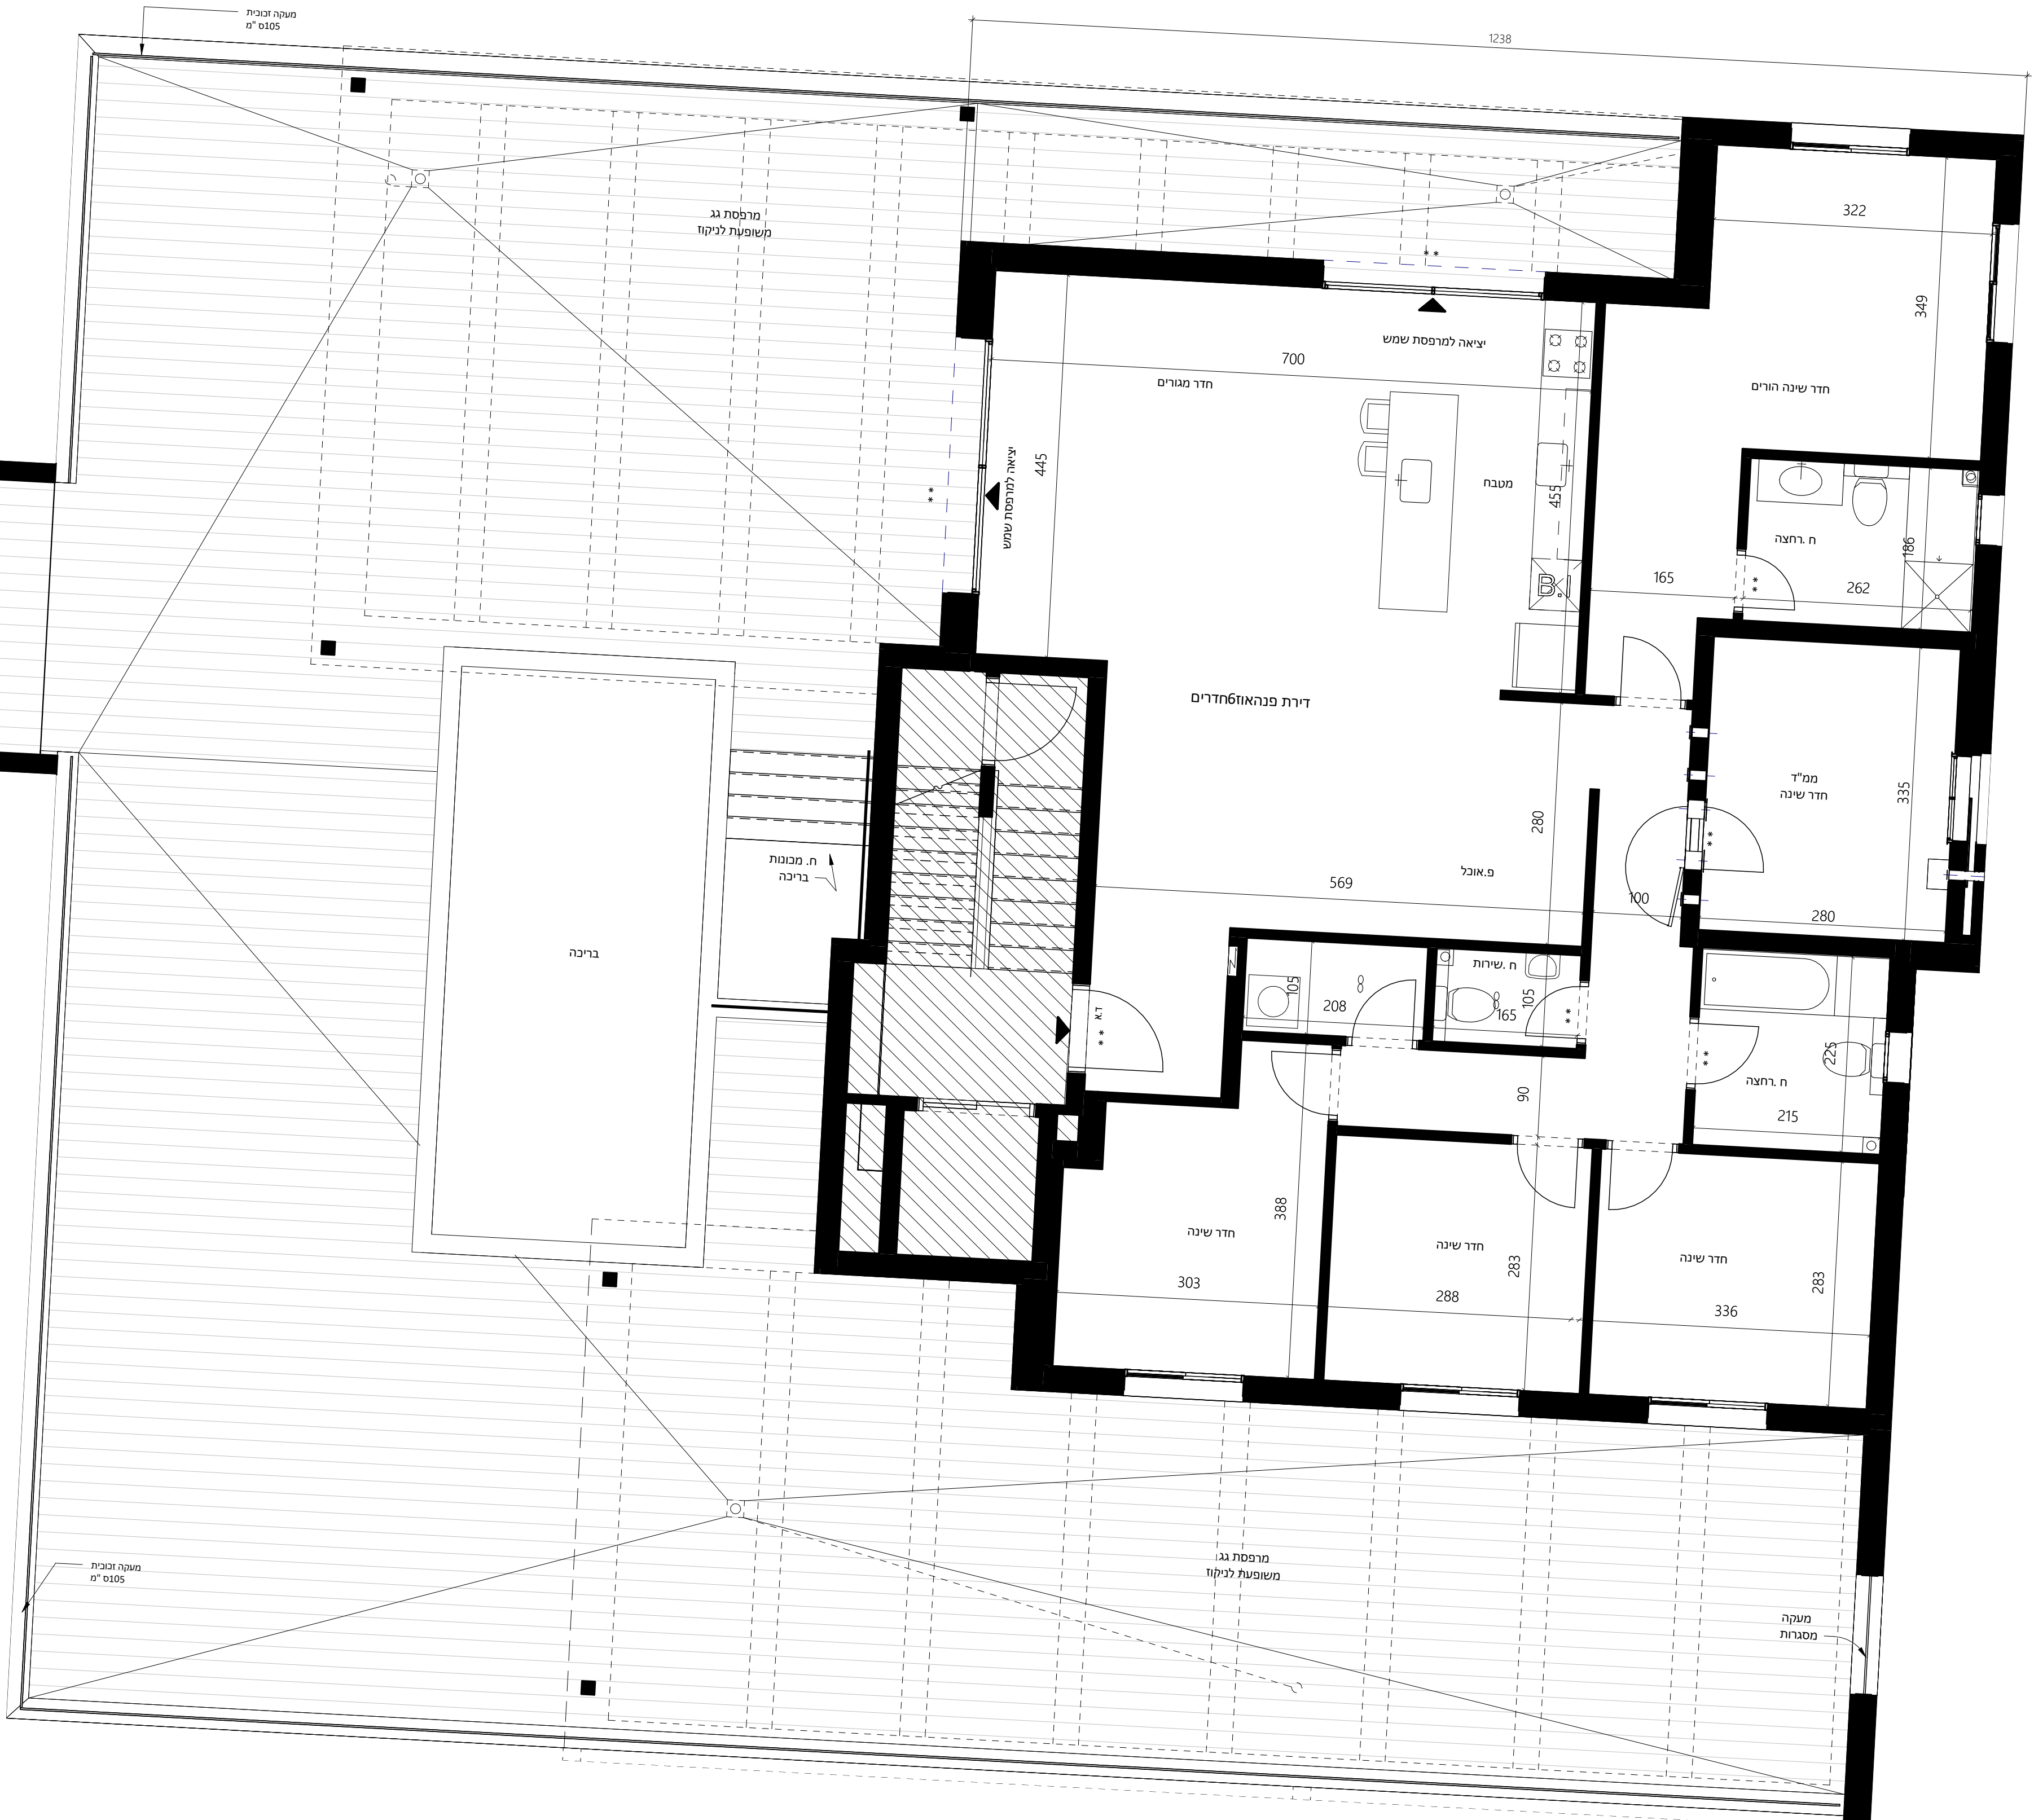 מעקה זכוכית
105ס "מ
1238
מרפסת גג
משופעת לניקוז
322
349
**
יציאה למרפסת שמש
700
חדר מגורים
חדר שינה הורים
445
יציאה למרפסת שמש
**
מטבח
455
ח .רחצה
186
B.I
165
**
262
דירת פנהאוז6חדרים
ממ"ד
חדר שינה
335
280
**
ח. מכונות
בריכה
פ.אוכל
569
100
280
בריכה
ח .שירות
105
208
105
165
**
ד.א
**
225
**
ח .רחצה
90
215
388
חדר שינה
חדר שינה
חדר שינה
283
283
303
288
336
מרפסת גג
משופעת לניקוז
מעקה זכוכית
105ס "מ
מעקה
מסגרות